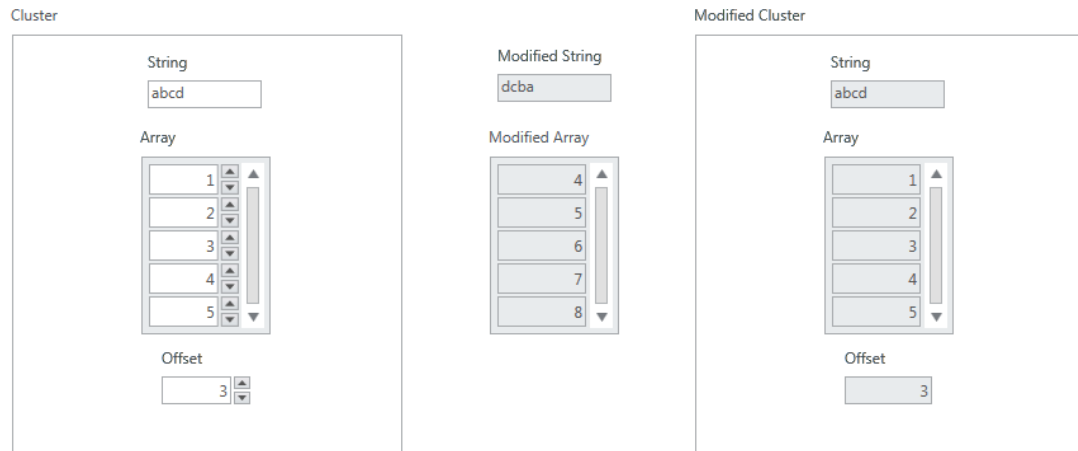 Cluster
String
abcd
Array
1
2
3
4
5
Offset
3
Modified String
dcba
Modified Array
4
5
6
7
8
Modified Cluster
String
abcd
Array
1
2
3
4
5
Offset
3